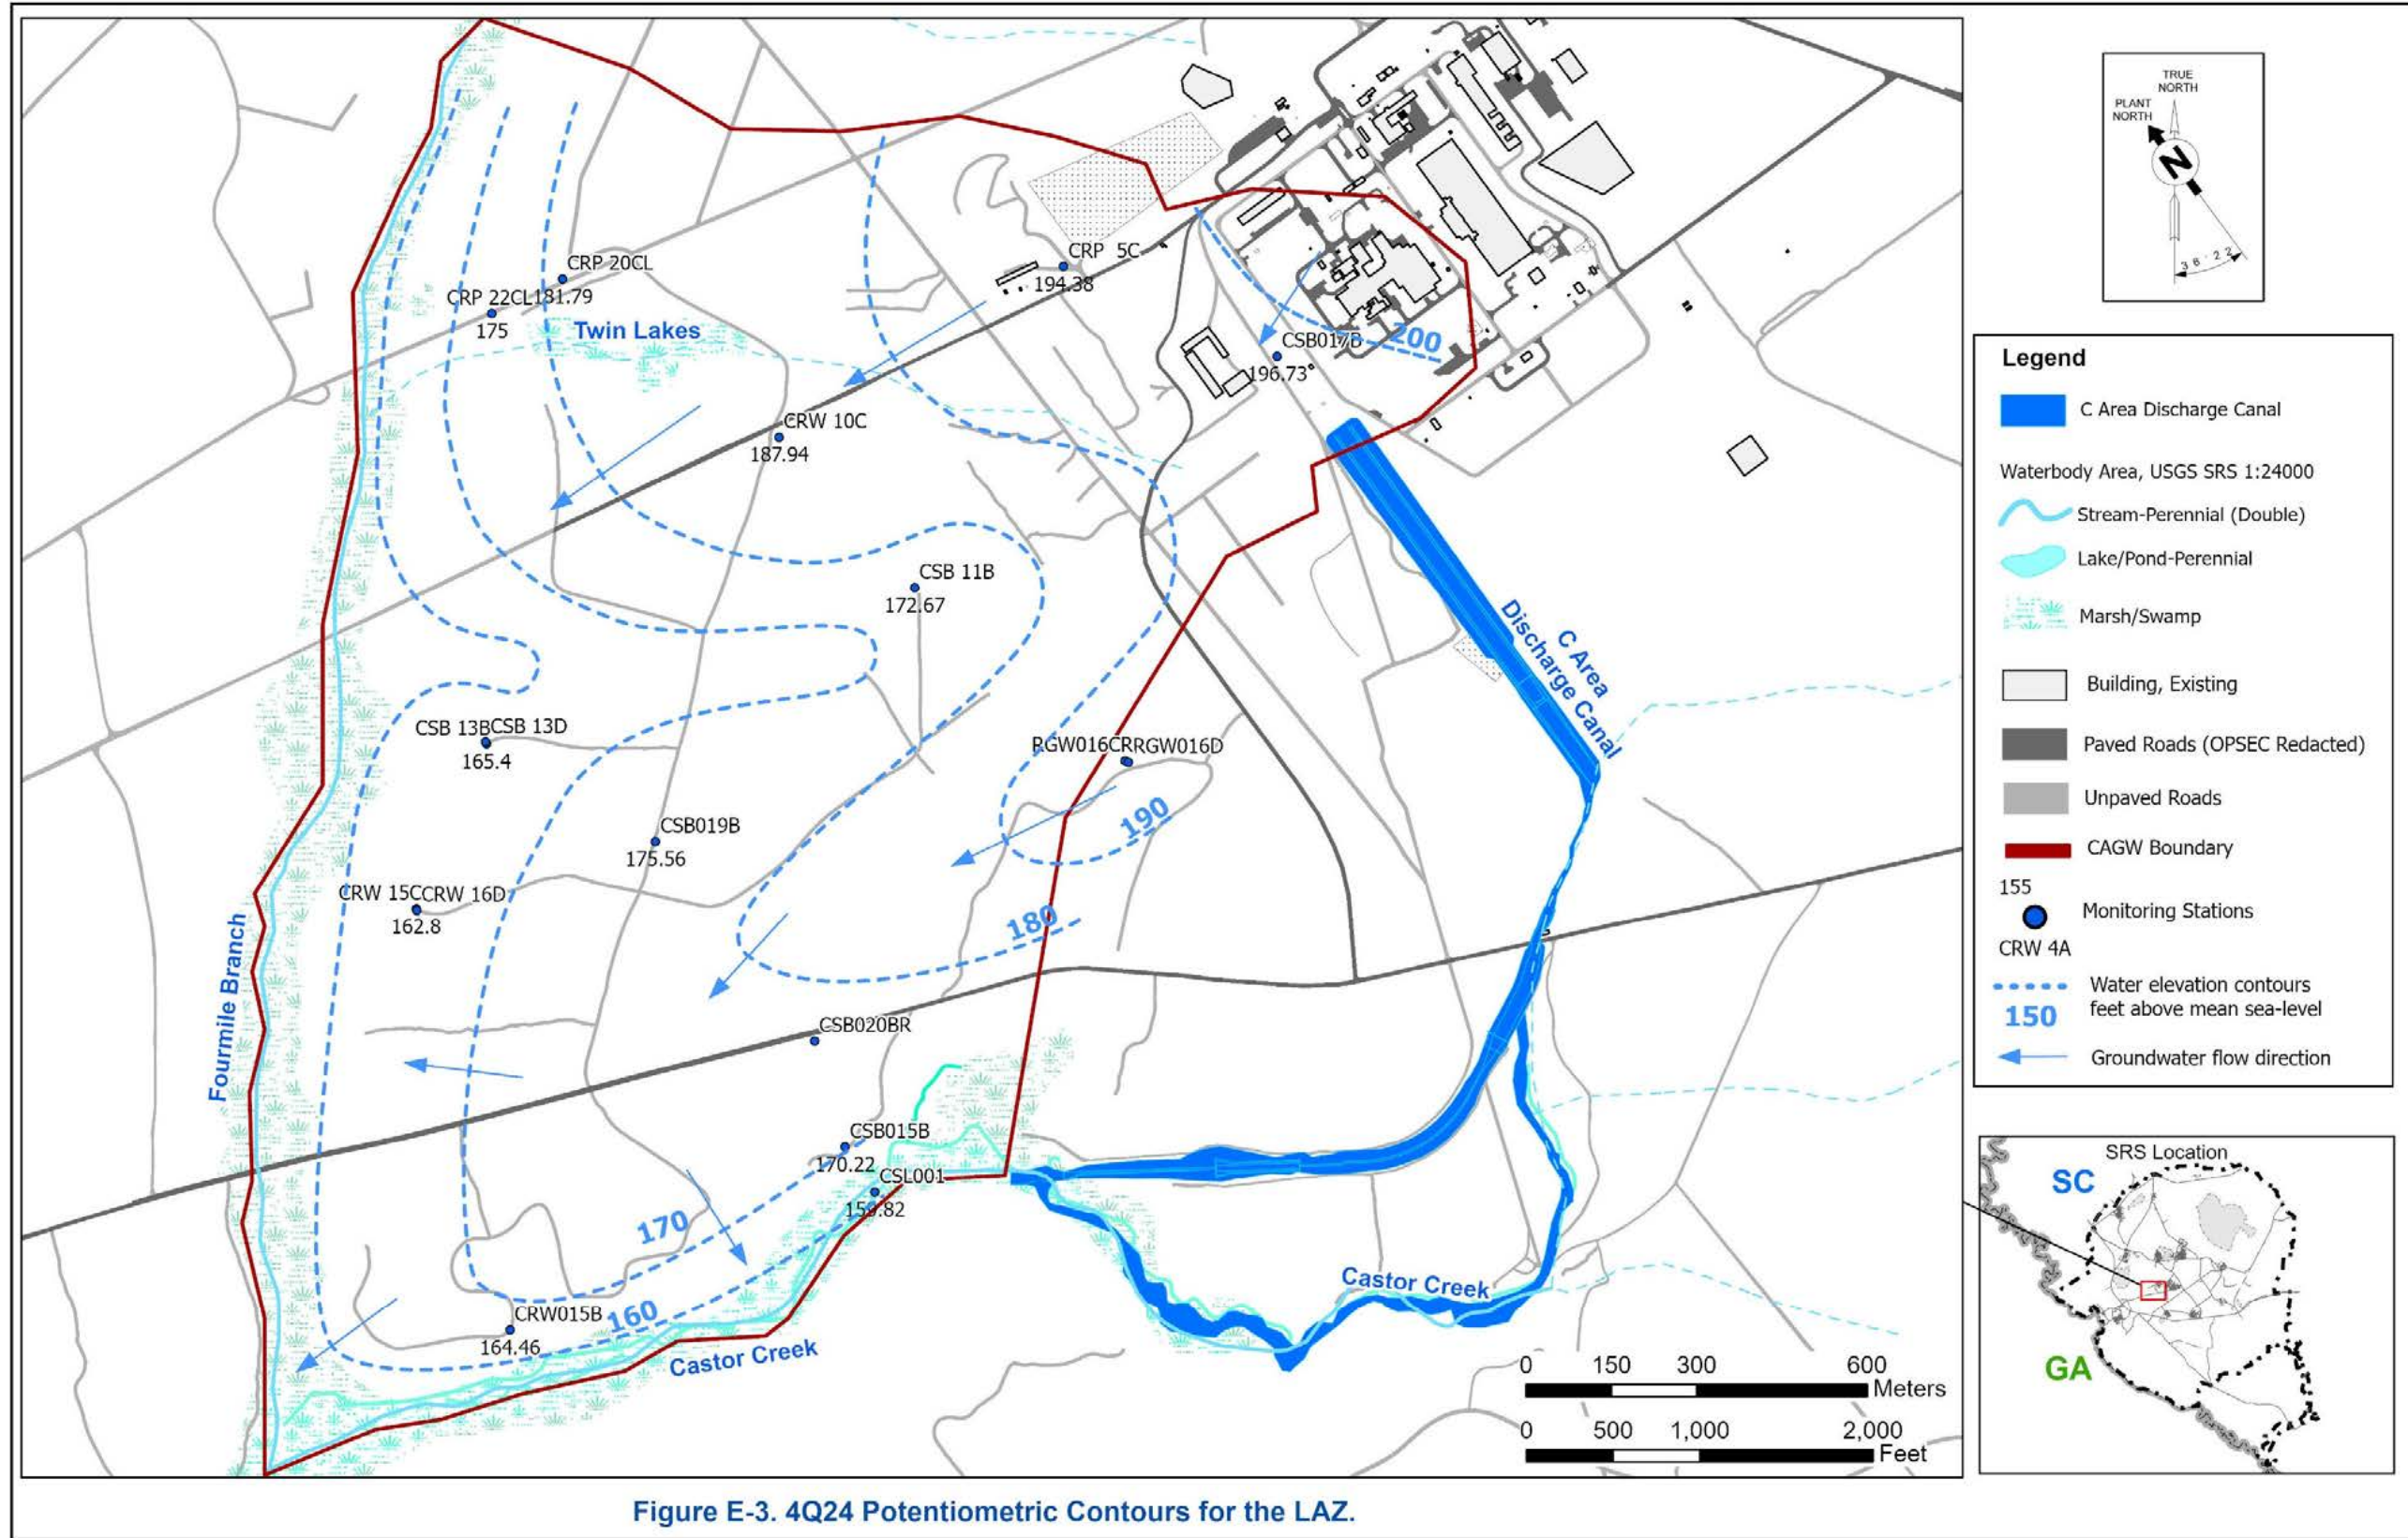 TRUE
NORTH
PLANT
NORTH
N
36°22'
CRP 20CL
181.79
CRP 22CL
175
Twin Lakes
CRP 5C
194.38
CSB017B
196.73
200
CRW 10C
187.94
CSB 11B
172.67
C Area
Discharge Canal
CSB 13B
CSB 13D
165.4
RGW016CR
RGW016D
190
CSB019B
175.56
CRW 15C
CRW 16D
162.8
180
Fourmile Branch
CSB020BR
CSB015B
170.22
CSL001
159.82
170
160
CRW015B
164.46
Castor Creek
Castor Creek
0 150 300 600
Meters
0 500 1,000 2,000
Feet
Legend
C Area Discharge Canal
Waterbody Area, USGS SRS 1:24000
Stream-Perennial (Double)
Lake/Pond-Perennial
Marsh/Swamp
Building, Existing
Paved Roads (OPSEC Redacted)
Unpaved Roads
CAGW Boundary
155
Monitoring Stations
CRW 4A
Water elevation contours
150 feet above mean sea-level
Groundwater flow direction
SRS Location
SC
GA
Figure E-3. 4Q24 Potentiometric Contours for the LAZ.